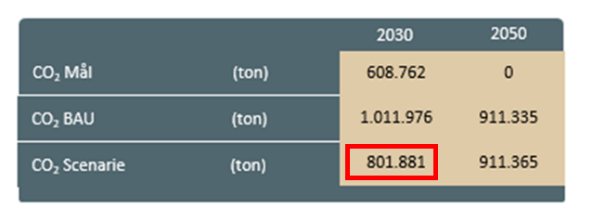 2030 2050
CO₂ Mål (ton) 608.762 0
CO₂ BAU (ton) 1.011.976 911.335
CO₂ Scenarie (ton) 801.881 911.365